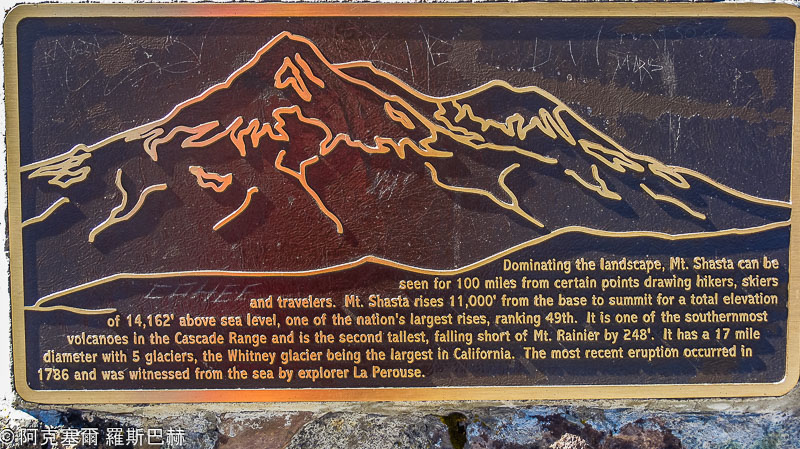 MARS
Dominating the landscape, Mt. Shasta can be
seen for 100 miles from certain points drawing hikers, skiers
and travelers. Mt. Shasta rises 11,000' from the base to summit for a total elevation
of 14,162' above sea level, one of the nation's largest rises, ranking 49th. It is one of the southernmost
volcanoes in the Cascade Range and is the second tallest, falling short of Mt. Rainier by 248'. It has a 17 mile
diameter with 5 glaciers, the Whitney glacier being the largest in California. The most recent eruption occurred in
1786 and was witnessed from the sea by explorer La Perouse.
© 阿克塞爾 羅斯巴赫